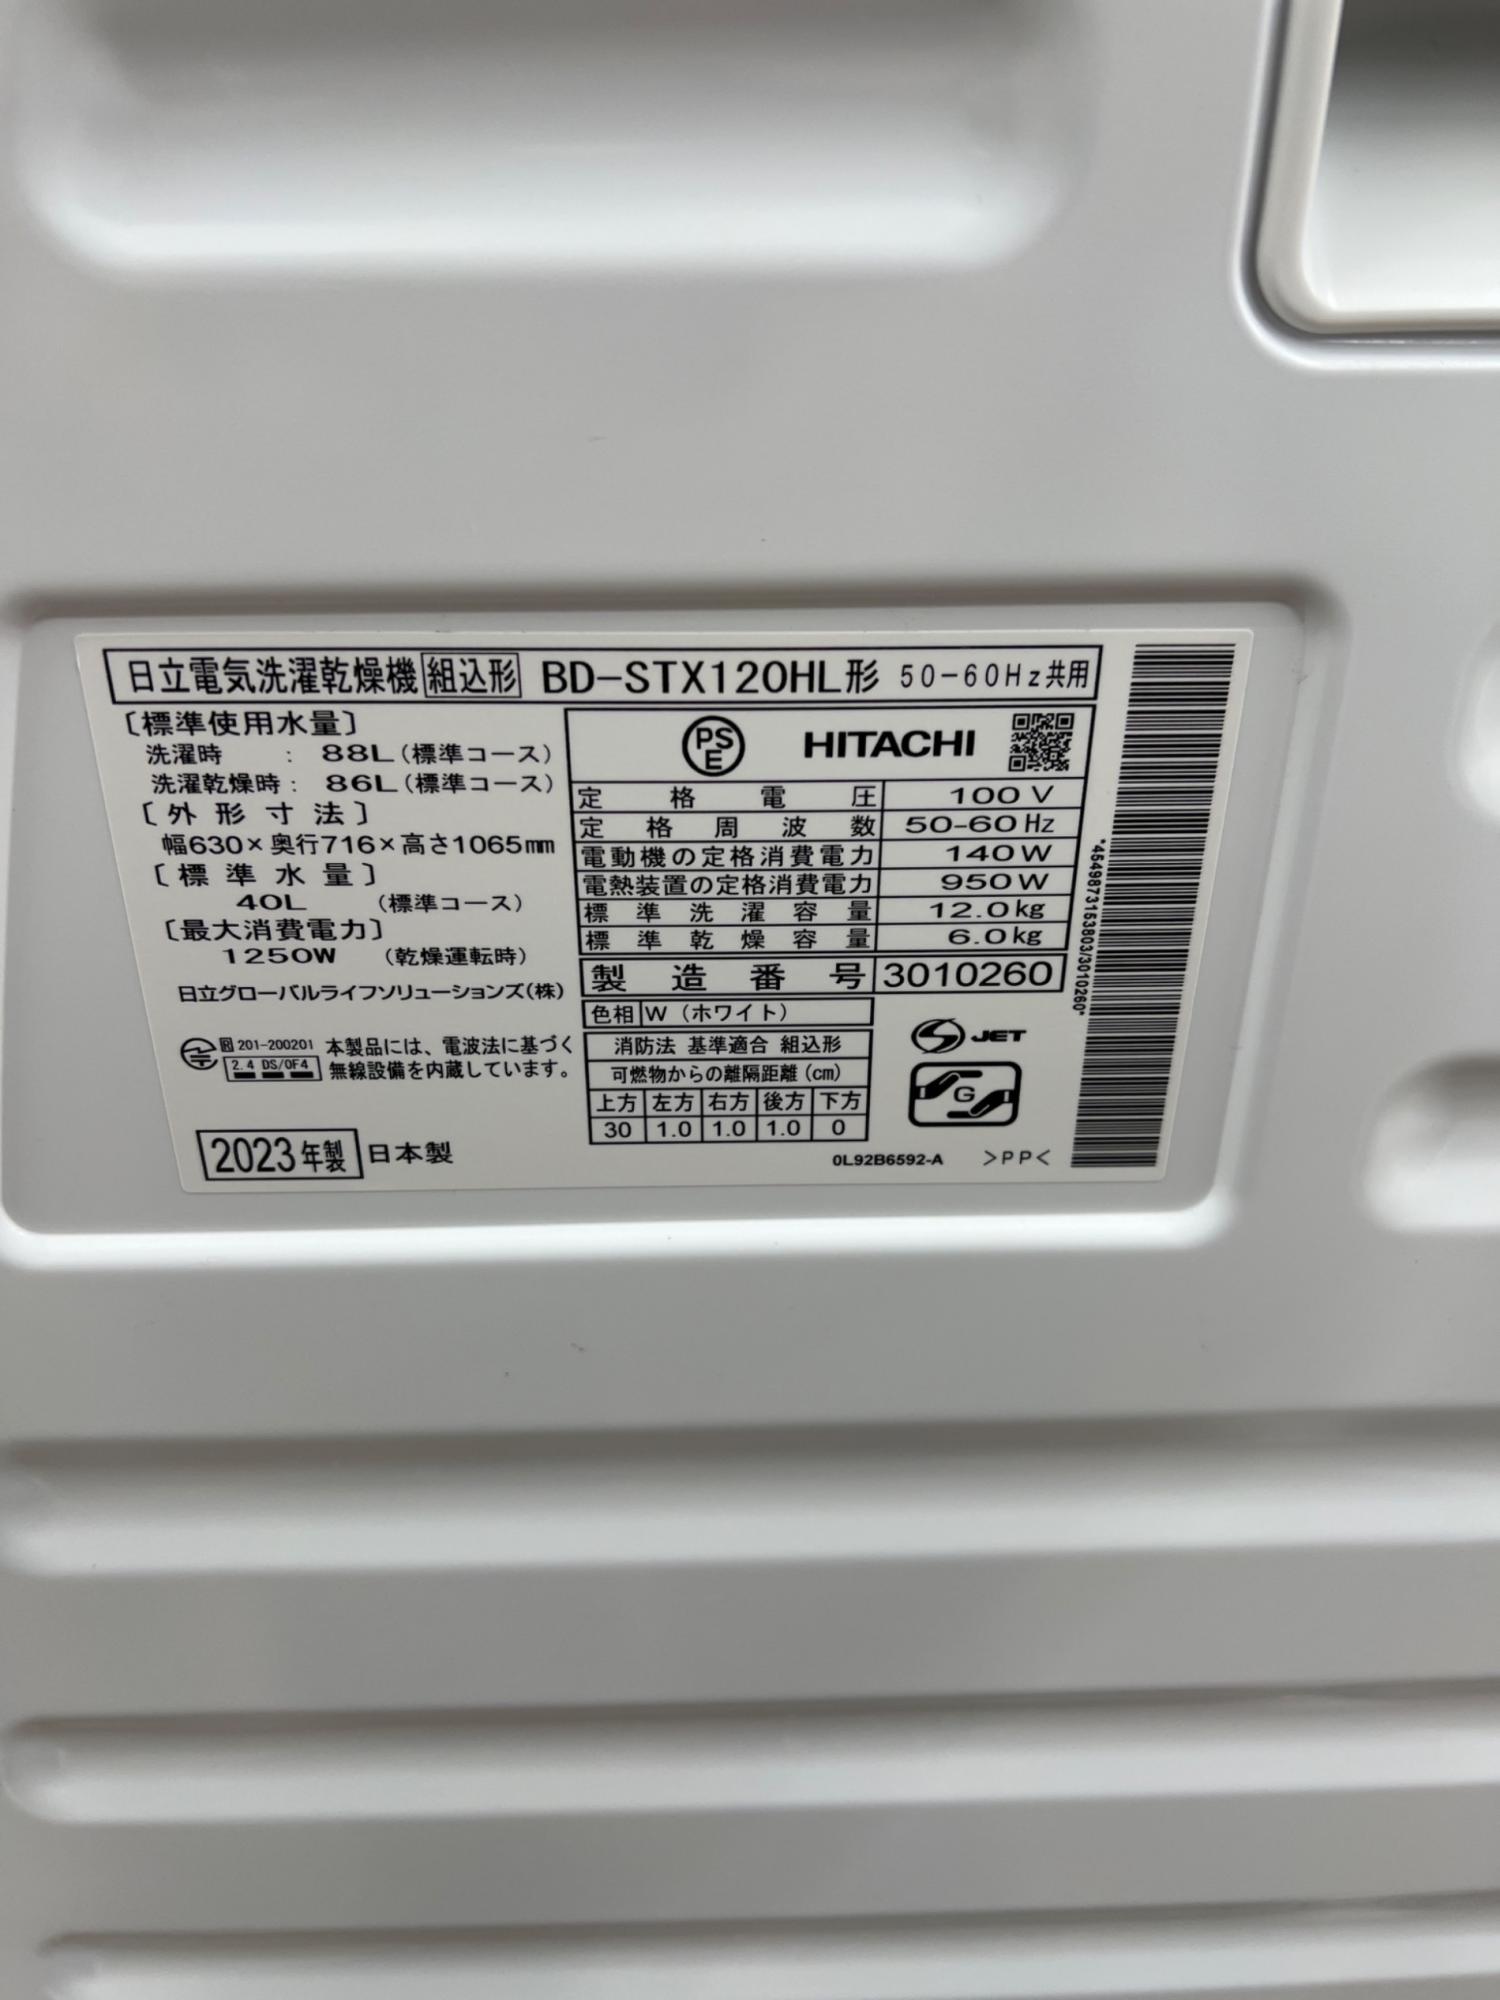 日立電気洗濯乾燥機 組込形 BD-STX120HL形 50-60Hz共用
〔標準使用水量〕
洗濯時 : 88L(標準コース)
洗濯乾燥時: 86L(標準コース)
〔外形寸法〕
幅630×奥行716×高さ1065mm
〔標準水量〕
40L (標準コース)
〔最大消費電力〕
1250W (乾燥運転時)
日立グローバルライフソリューションズ(株)
R 201-200201 本製品には、電波法に基づく
2.4 DS/OF4 無線設備を内蔵しています。
2023年製 日本製
PSE HITACHI
定格電圧 100V
定格周波数 50-60Hz
電動機の定格消費電力 140W
電熱装置の定格消費電力 950W
標準洗濯容量 12.0kg
標準乾燥容量 6.0kg
製造番号 3010260
色相 W(ホワイト)
消防法 基準適合 組込形
可燃物からの離隔距離(cm)
上方 左方 右方 後方 下方
30 1.0 1.0 1.0 0
S JET
G
0L92B6592-A >PP<
*4549873153803/3010260*